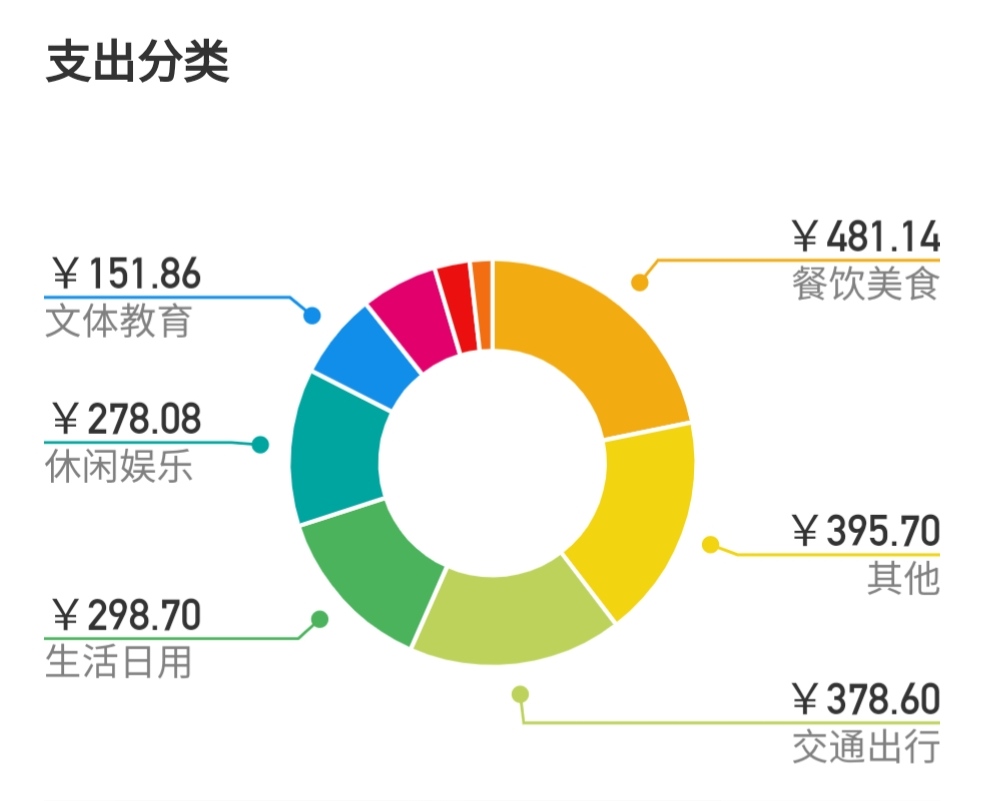 支出分类
￥481.14
餐饮美食
￥151.86
文体教育
￥278.08
休闲娱乐
￥395.70
其他
￥298.70
生活日用
￥378.60
交通出行